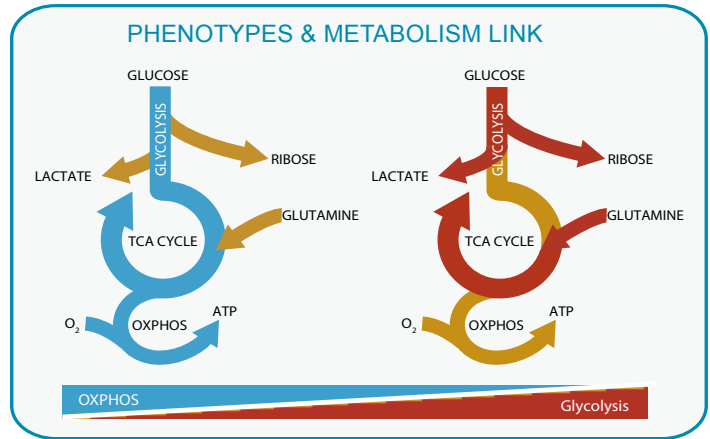 PHENOTYPES & METABOLISM LINK
GLUCOSE
GLYCOLYSIS
LACTATE
RIBOSE
GLUTAMINE
TCA CYCLE
O₂
OXPHOS
ATP
GLUCOSE
GLYCOLYSIS
LACTATE
RIBOSE
GLUTAMINE
TCA CYCLE
O₂
OXPHOS
ATP
OXPHOS
Glycolysis